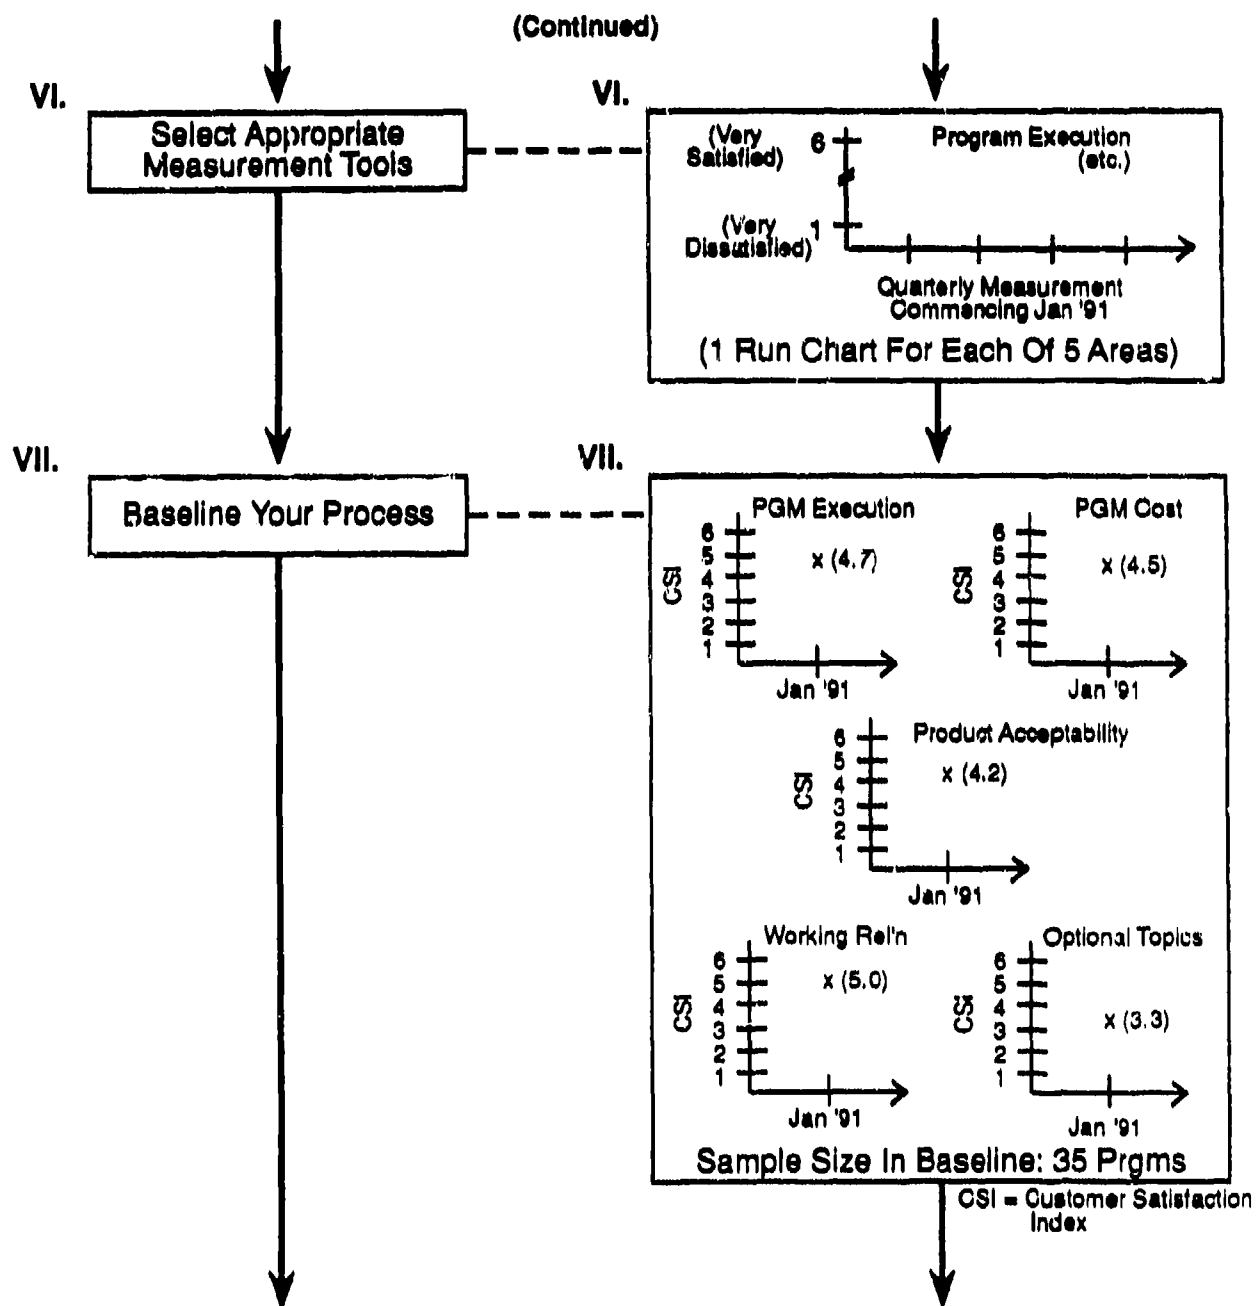 (Continued)
VI.
Select Appropriate
Measurement Tools
VI.
(Very
Satisfied)
6
Program Execution
(etc.)
(Very
Dissatisfied)
1
Quarterly Measurement
Commencing Jan '91
(1 Run Chart For Each Of 5 Areas)
VII.
Baseline Your Process
VII.
PGM Execution
CSI
6
5
4
3
2
1
x (4.7)
Jan '91
PGM Cost
CSI
6
5
4
3
2
1
x (4.5)
Jan '91
Product Acceptability
CSI
6
5
4
3
2
1
x (4.2)
Jan '91
Working Rel'n
CSI
6
5
4
3
2
1
x (5.0)
Jan '91
Optional Topics
CSI
6
5
4
3
2
1
x (3.3)
Jan '91
Sample Size In Baseline: 35 Prgms
CSI = Customer Satisfaction
Index